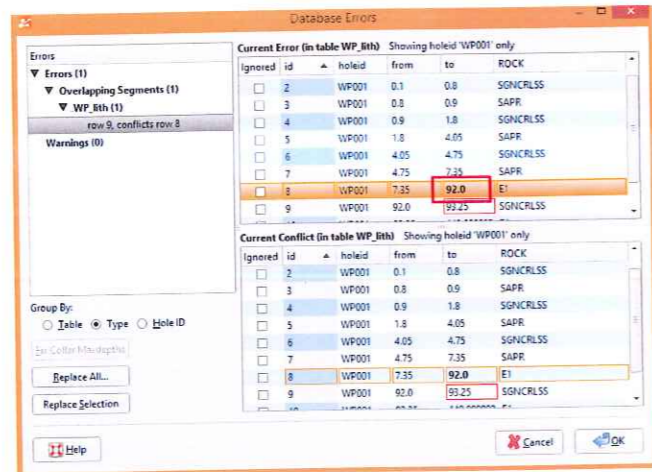 Database Errors
Errors
Errors (1)
Overlapping Segments (1)
WP_lith (1)
row 9, conflicts row 8
Warnings (0)
Group By:
Table Type Hole ID
Replace All...
Replace Selection
Help
Current Error (in table WP_lith) Showing holeid 'WP001' only
Ignored id holeid from to ROCK
2 WP001 0.1 0.8 SGNCRLSS
3 WP001 0.8 0.9 SAPR
4 WP001 0.9 1.8 SGNCRLSS
5 WP001 1.8 4.05 SAPR
6 WP001 4.05 4.75 SGNCRLSS
7 WP001 4.75 7.35 SAPR
8 WP001 7.35 92.0 E1
9 WP001 92.0 93.25 SGNCRLSS
Current Conflict (in table WP_lith) Showing holeid 'WP001' only
Ignored id holeid from to ROCK
2 WP001 0.1 0.8 SGNCRLSS
3 WP001 0.8 0.9 SAPR
4 WP001 0.9 1.8 SGNCRLSS
5 WP001 1.8 4.05 SAPR
6 WP001 4.05 4.75 SGNCRLSS
7 WP001 4.75 7.35 SAPR
8 WP001 7.35 92.0 E1
9 WP001 92.0 93.25 SGNCRLSS
Cancel OK